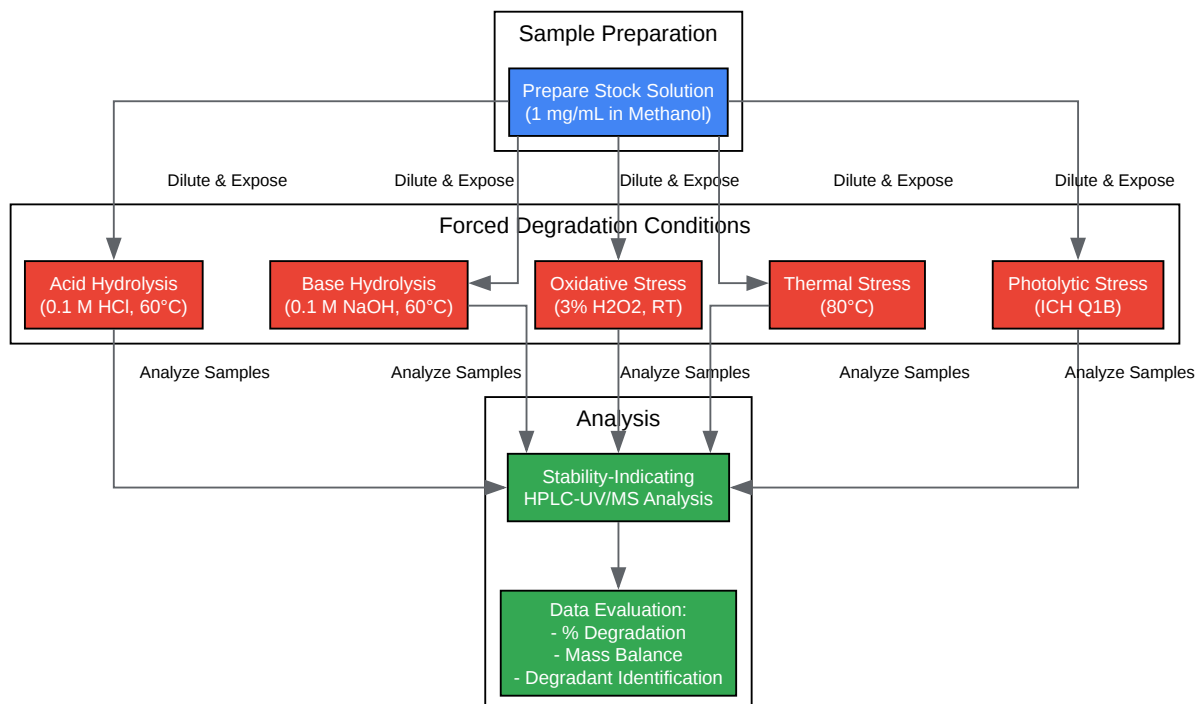 Sample Preparation
Prepare Stock Solution
(1 mg/mL in Methanol)
Dilute & Expose
Dilute & Expose
Dilute & Expose
Dilute & Expose
Dilute & Expose
Forced Degradation Conditions
Acid Hydrolysis
(0.1 M HCl, 60°C)
Base Hydrolysis
(0.1 M NaOH, 60°C)
Oxidative Stress
(3% H2O2, RT)
Thermal Stress
(80°C)
Photolytic Stress
(ICH Q1B)
Analyze Samples
Analyze Samples
Analyze Samples
Analyze Samples
Analyze Samples
Analysis
Stability-Indicating
HPLC-UV/MS Analysis
Data Evaluation:
- % Degradation
- Mass Balance
- Degradant Identification